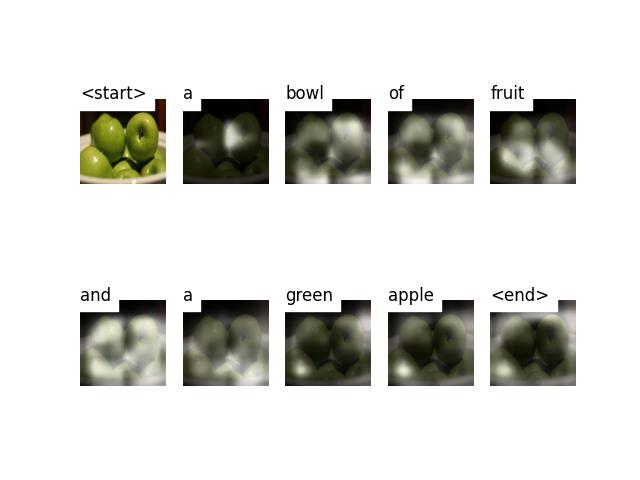 <start> a bowl of fruit
and a green apple <end>